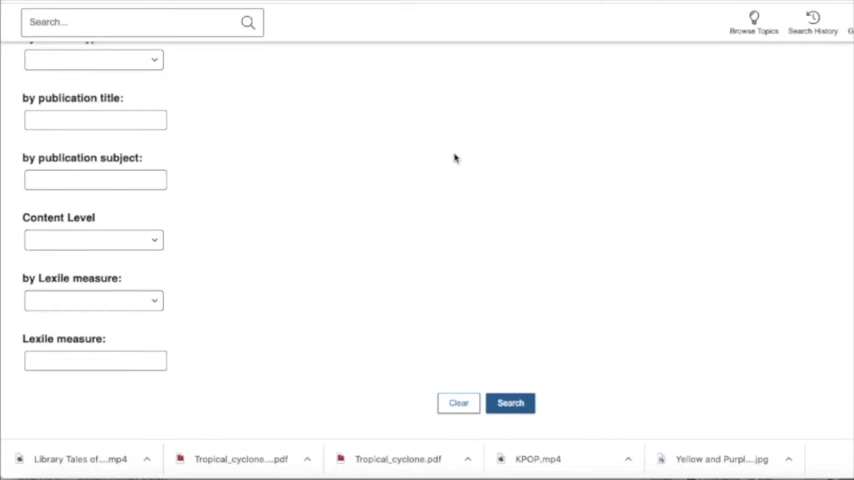 Search...
Browse Topics
Search History
by publication title:
by publication subject:
Content Level
by Lexile measure:
Lexile measure:
Clear
Search
Library Tales of....mp4
Tropical_cyclone....pdf
Tropical_cyclone.pdf
KPOP.mp4
Yellow and Purpl....jpg